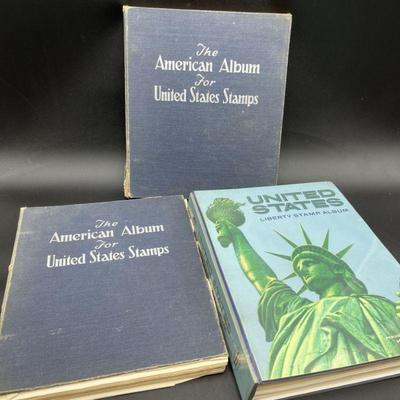 The
American Album
For
United States Stamps
The
American Album
For
United States Stamps
UNITED
STATES
LIBERTY STAMP ALBUM